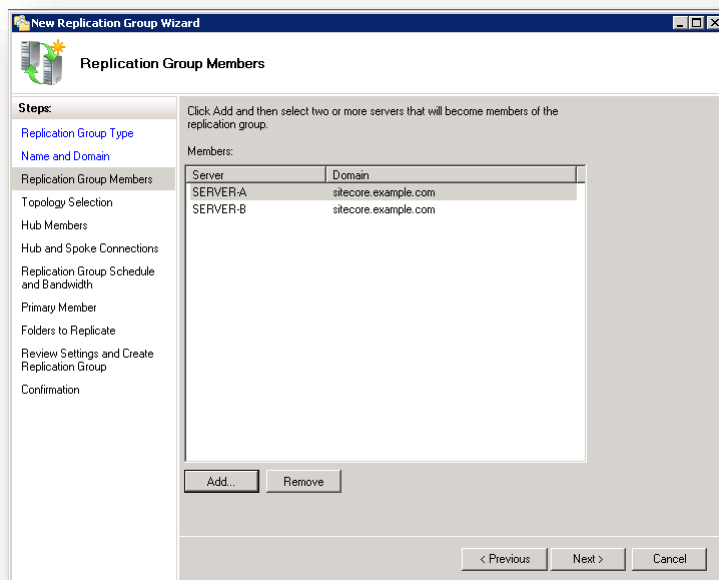 New Replication Group Wizard
Replication Group Members
Steps:
Replication Group Type
Name and Domain
Replication Group Members
Topology Selection
Hub Members
Hub and Spoke Connections
Replication Group Schedule
and Bandwidth
Primary Member
Folders to Replicate
Review Settings and Create
Replication Group
Confirmation
Click Add and then select two or more servers that will become members of the
replication group.
Members:
Server Domain
SERVER-A sitecore.example.com
SERVER-B sitecore.example.com
Add... Remove
< Previous Next > Cancel